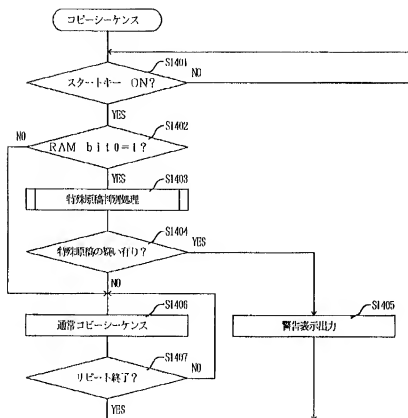 コピーシーケンス
S1401
スタートキー ON?
NO
YES
S1402
NO
RAM bit0=1?
YES
S1403
特殊原稿判別処理
S1404
特殊原稿の疑い有り?
YES
NO
S1406
通常コピーシーケンス
S1405
警告表示出力
S1407
リピート終了?
NO
YES